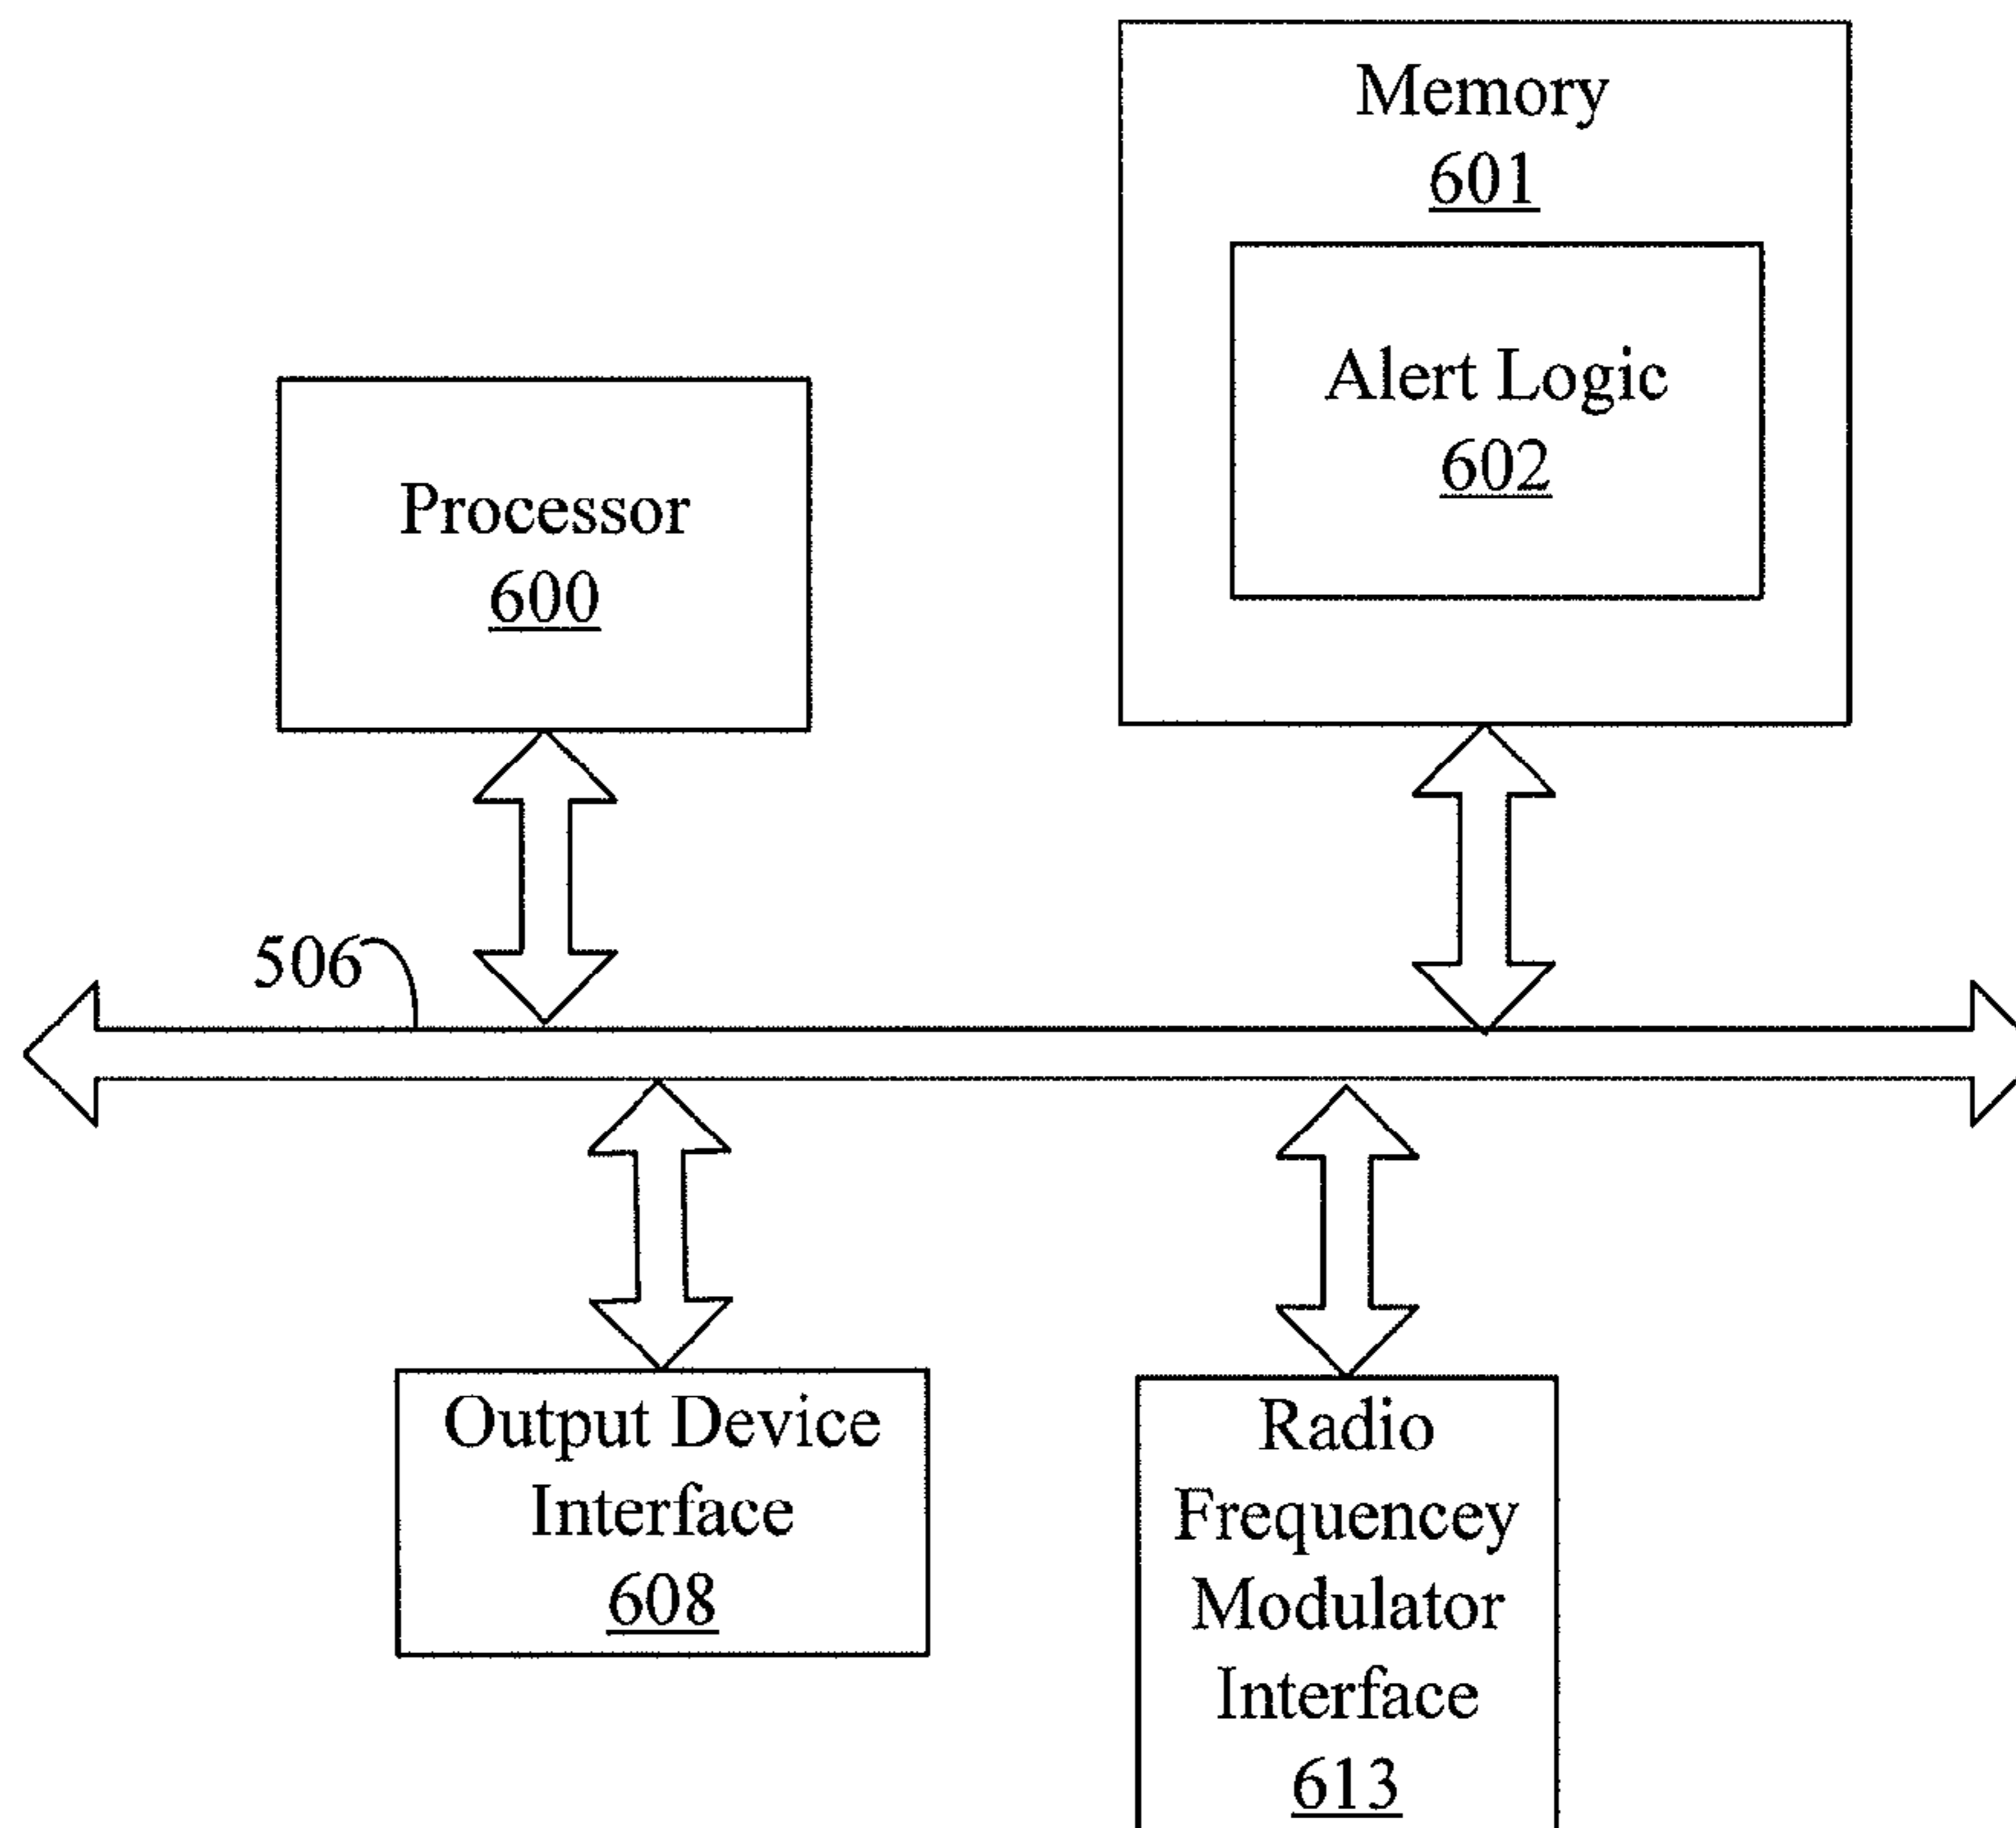 Memory
601
Alert Logic
602
Processor
600
506
Output Device
Interface
608
Radio
Frequencey
Modulator
Interface
613